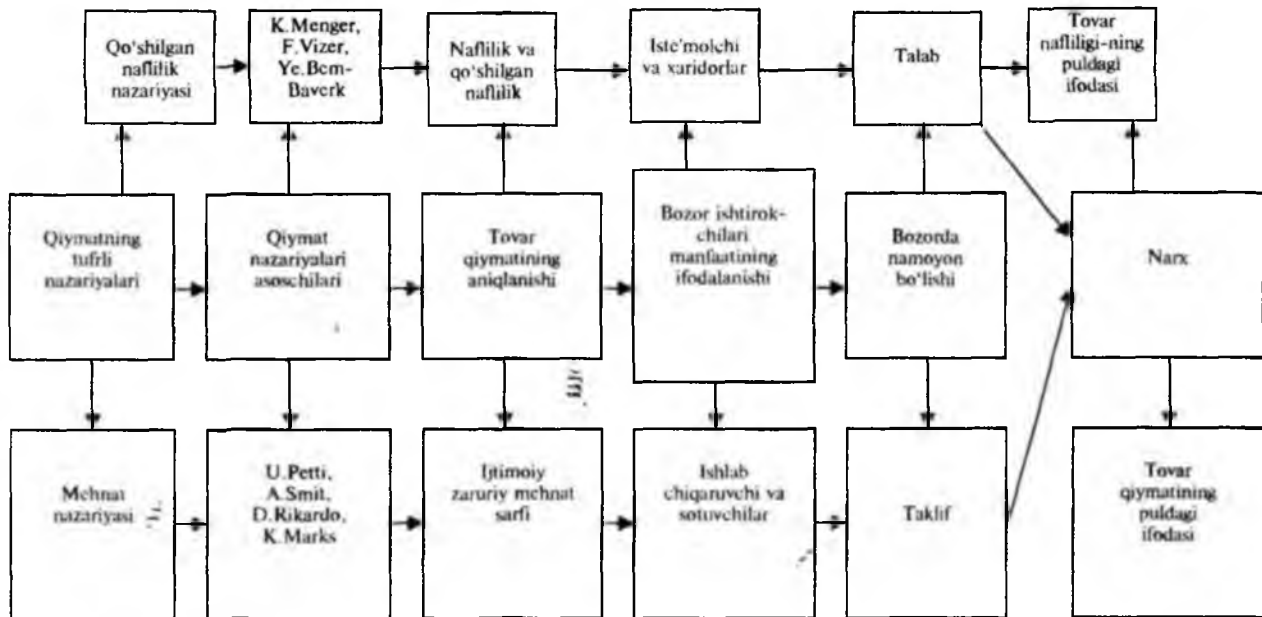 Qo‘shilgan
naflilik
nazariyasi
K.Menger,
F.Vizer,
Ye.Bem-
Baverk
Naflilik va
qo‘shilgan
naflilik
Iste’molchi
va xaridorlar
Talab
Tovar
nafliligi-ning
puldagi
ifodasi
Qiymatning
tufrli
nazariyalari
Qiymat
nazariyalari
asoschilari
Tovar
qiymatining
aniqlanishi
Bozor ishtirok-
chilari
manfaatining
ifodalanishi
Bozorda
namoyon
bo‘lishi
Narx
Mehnat
nazariyasi
U.Petti,
A.Smit,
D.Rikardo,
K.Marks
Ijtimoiy
zaruriy mehnat
sarfi
Ishlab
chiqaruvchi va
sotuvchilar
Taklif
Tovar
qiymatining
puldagi
ifodasi